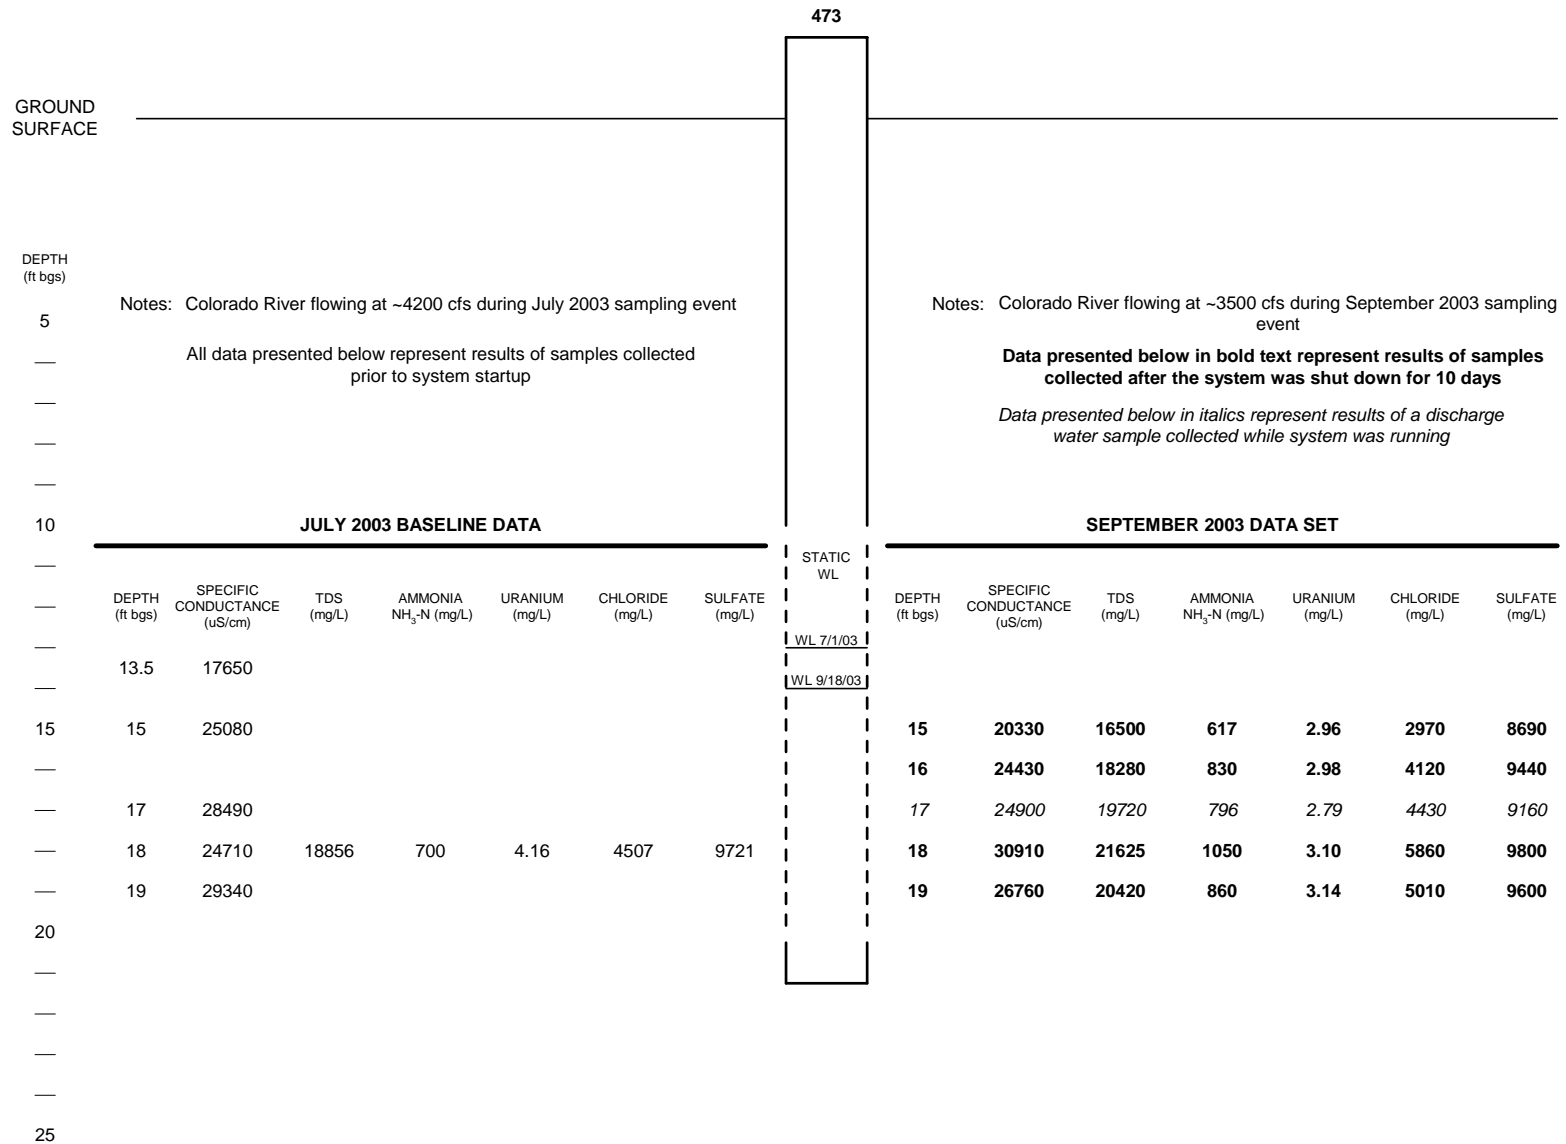 473
GROUND
SURFACE
DEPTH
(ft bgs)
Notes: Colorado River flowing at ~4200 cfs during July 2003 sampling event
All data presented below represent results of samples collected
prior to system startup
Notes: Colorado River flowing at ~3500 cfs during September 2003 sampling
event
Data presented below in bold text represent results of samples
collected after the system was shut down for 10 days
Data presented below in italics represent results of a discharge
water sample collected while system was running
5
10
JULY 2003 BASELINE DATA
SEPTEMBER 2003 DATA SET
STATIC
WL
DEPTH (ft bgs) SPECIFIC CONDUCTANCE (uS/cm) TDS (mg/L) AMMONIA NH3-N (mg/L) URANIUM (mg/L) CHLORIDE (mg/L) SULFATE (mg/L)
DEPTH (ft bgs) SPECIFIC CONDUCTANCE (uS/cm) TDS (mg/L) AMMONIA NH3-N (mg/L) URANIUM (mg/L) CHLORIDE (mg/L) SULFATE (mg/L)
WL 7/1/03
13.5 17650
WL 9/18/03
15 15 25080 15 20330 16500 617 2.96 2970 8690
16 24430 18280 830 2.98 4120 9440
17 28490 17 24900 19720 796 2.79 4430 9160
18 24710 18856 700 4.16 4507 9721 18 30910 21625 1050 3.10 5860 9800
19 29340 19 26760 20420 860 3.14 5010 9600
20
25